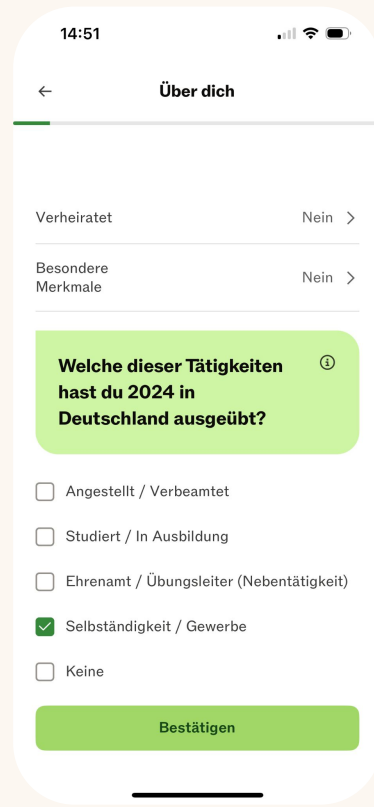 14:51
Über dich
Verheiratet Nein
Besondere
Merkmale Nein
Welche dieser Tätigkeiten
hast du 2024 in
Deutschland ausgeübt?
Angestellt / Verbeamtet
Studiert / In Ausbildung
Ehrenamt / Übungsleiter (Nebentätigkeit)
Selbständigkeit / Gewerbe
Keine
Bestätigen